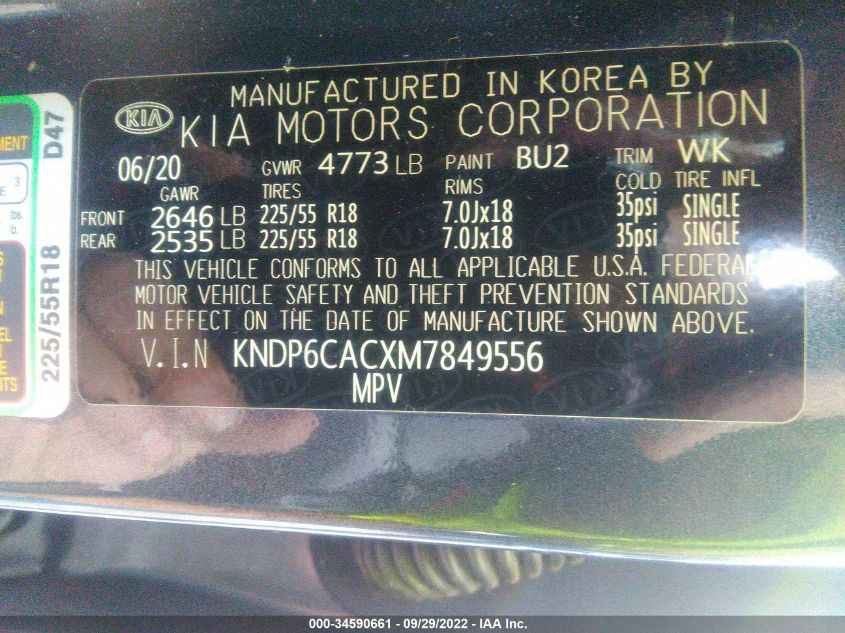 MANUFACTURED IN KOREA BY
KIA KIA MOTORS CORPORATION
06/20 GVWR 4773 LB PAINT BU2 TRIM WK
GAWR TIRES RIMS COLD TIRE INFL
FRONT 2646 LB 225/55 R18 7.0Jx18 35psi SINGLE
REAR 2535 LB 225/55 R18 7.0Jx18 35psi SINGLE
THIS VEHICLE CONFORMS TO ALL APPLICABLE U.S.A. FEDERAL
MOTOR VEHICLE SAFETY AND THEFT PREVENTION STANDARDS
IN EFFECT ON THE DATE OF MANUFACTURE SHOWN ABOVE.
V.I.N KNDP6CACXM7849556
MPV
225/55R18 D47
000-34590661 - 09/29/2022 - IAA Inc.